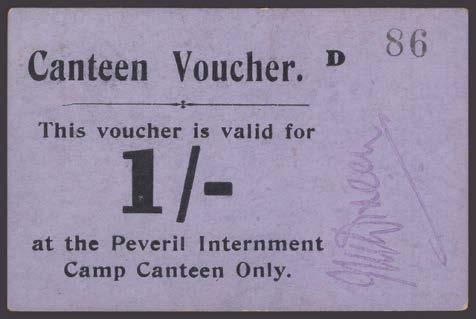 Canteen Voucher. D 86
This voucher is valid for
1/-
at the Peveril Internment
Camp Canteen Only.